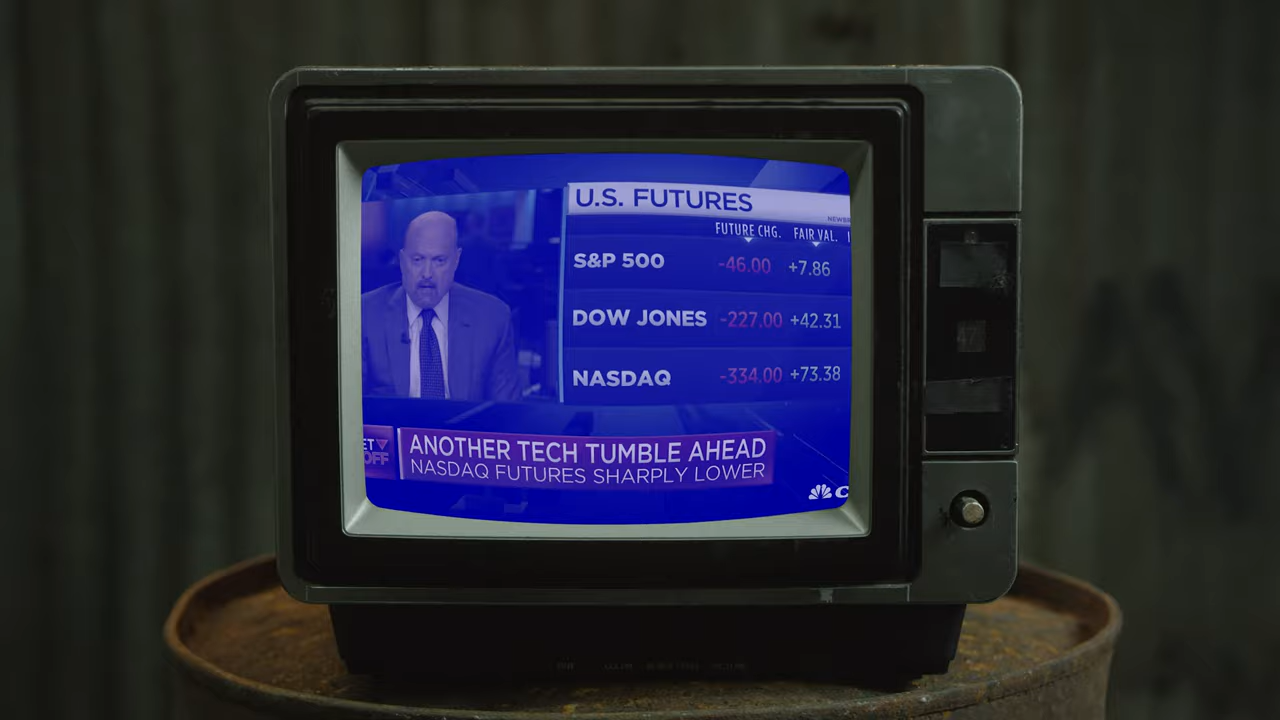 U.S. FUTURES
FUTURE CHG. FAIR VAL.
S&P 500 -46.00 +7.86
DOW JONES -227.00 +42.31
NASDAQ -334.00 +73.38
OFF
ANOTHER TECH TUMBLE AHEAD
NASDAQ FUTURES SHARPLY LOWER